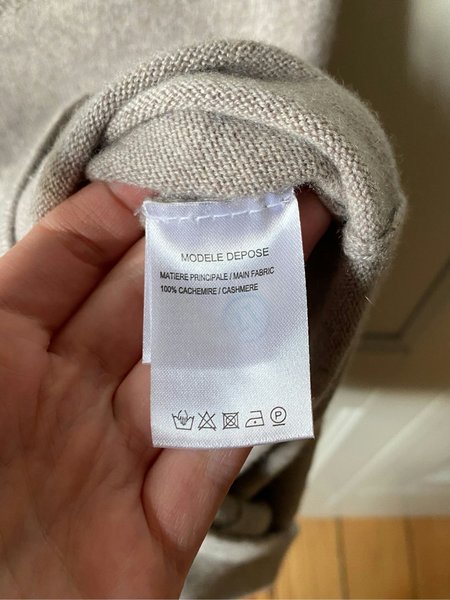 MODELE DEPOSE
MATIERE PRINCIPALE / MAIN FABRIC
100% CACHEMIRE / CASHMERE
P